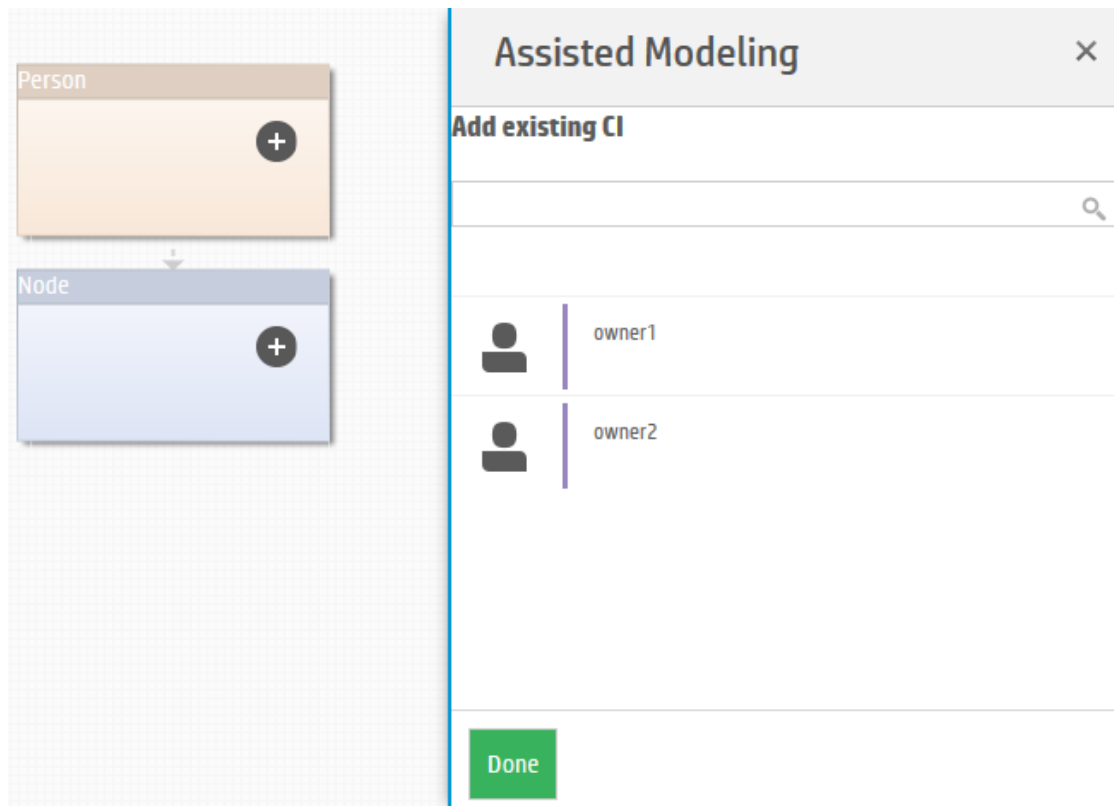 Person
Node
Assisted Modeling
Add existing CI
owner1
owner2
Done